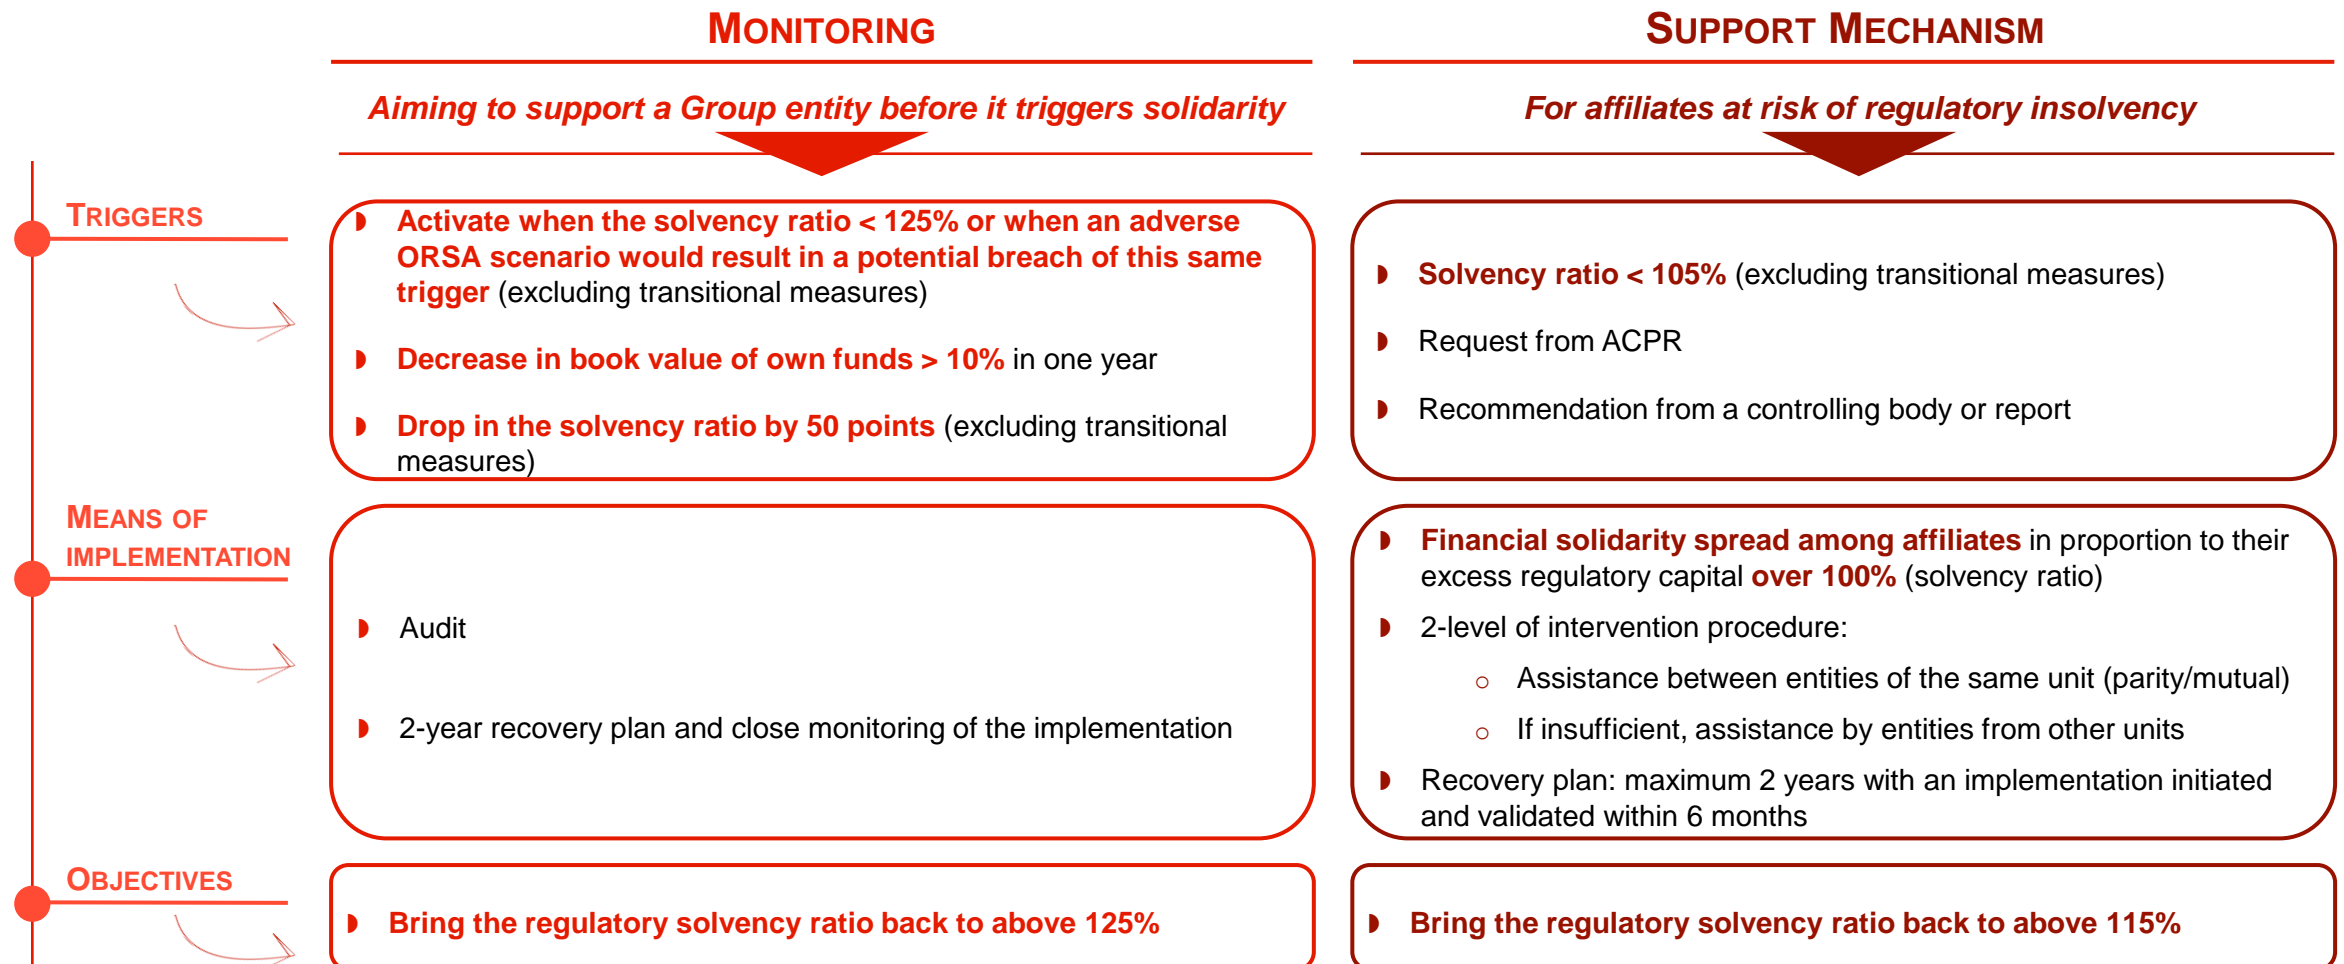 MONITORING
Aiming to support a Group entity before it triggers solidarity
SUPPORT MECHANISM
For affiliates at risk of regulatory insolvency
TRIGGERS
Activate when the solvency ratio < 125% or when an adverse
ORSA scenario would result in a potential breach of this same
trigger (excluding transitional measures)
Decrease in book value of own funds > 10% in one year
Drop in the solvency ratio by 50 points (excluding transitional
measures)
Solvency ratio < 105% (excluding transitional measures)
Request from ACPR
Recommendation from a controlling body or report
MEANS OF
IMPLEMENTATION
Audit
2-year recovery plan and close monitoring of the implementation
Financial solidarity spread among affiliates in proportion to their
excess regulatory capital over 100% (solvency ratio)
2-level of intervention procedure:
Assistance between entities of the same unit (parity/mutual)
If insufficient, assistance by entities from other units
Recovery plan: maximum 2 years with an implementation initiated
and validated within 6 months
OBJECTIVES
Bring the regulatory solvency ratio back to above 125%
Bring the regulatory solvency ratio back to above 115%